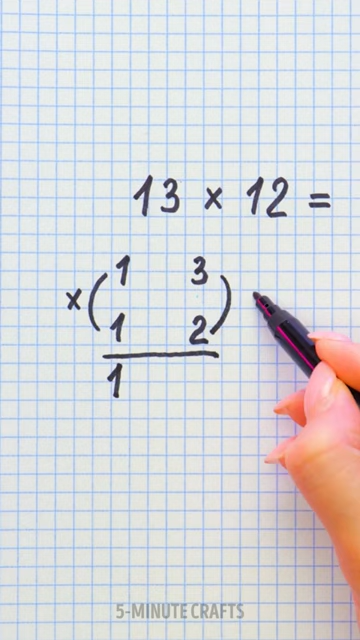 13 × 12 =
1 3
× ( )
1 2
1
5-MINUTE CRAFTS